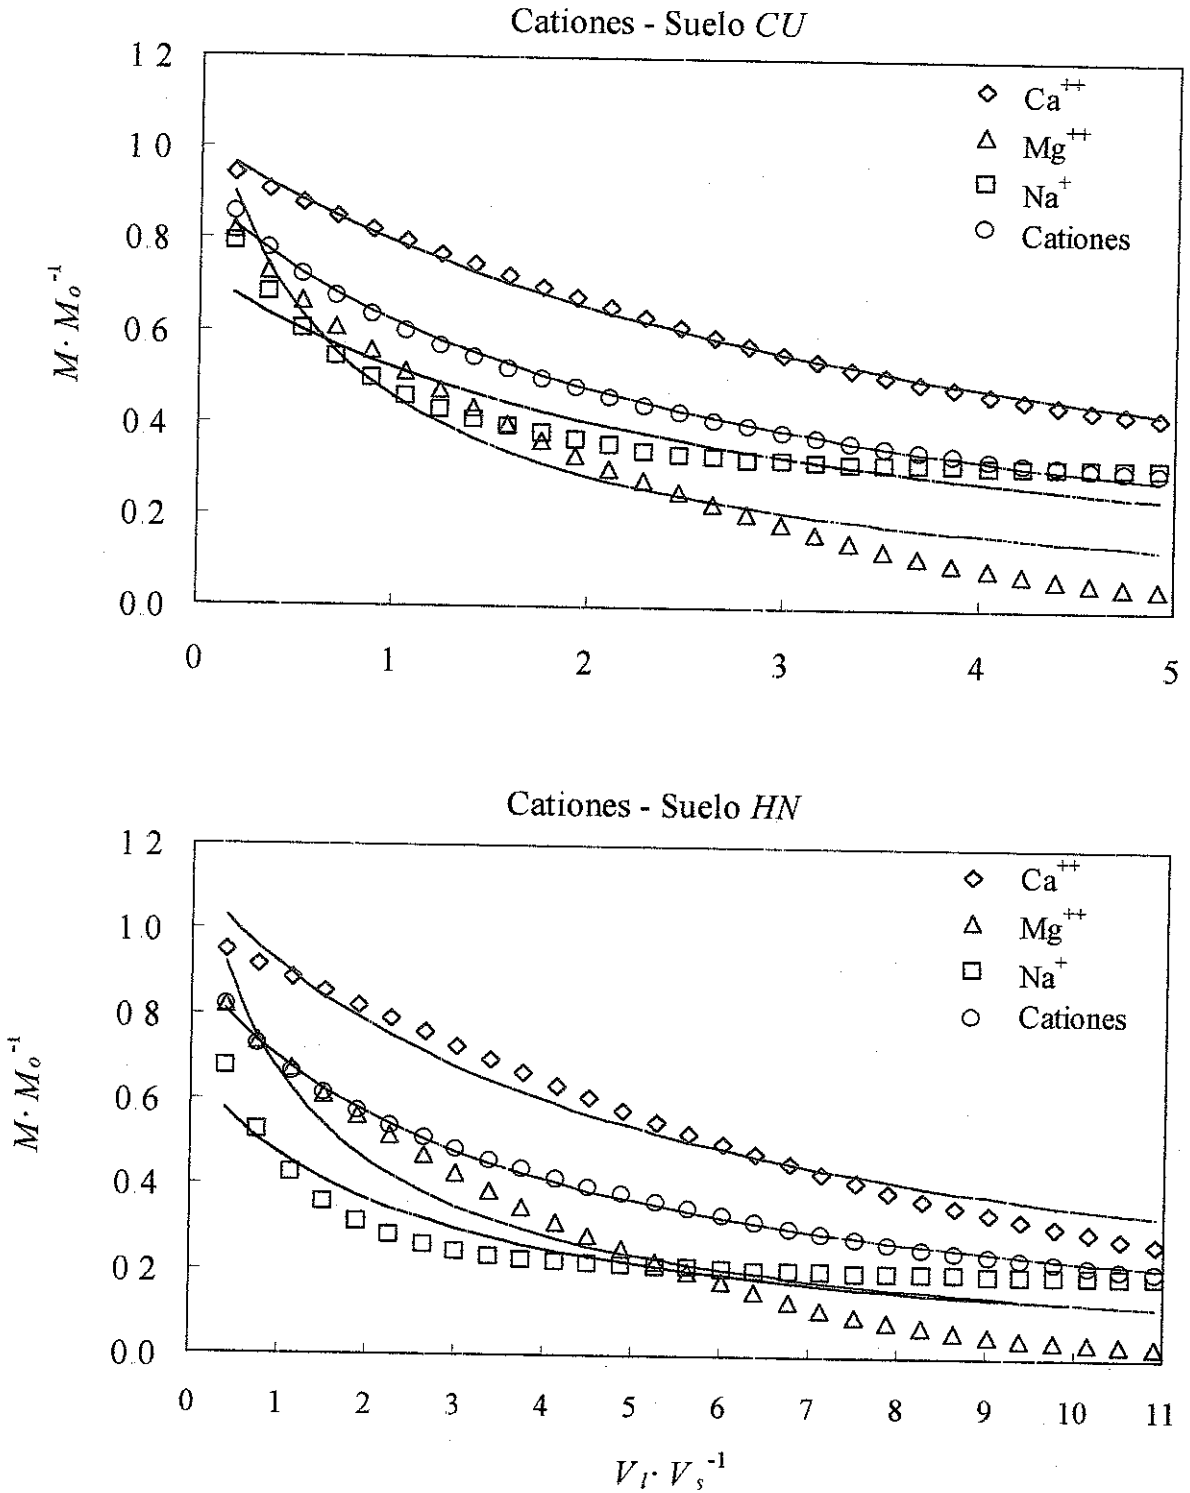 Cationes - Suelo CU
1 2
1 0
0.8
0.6
0.4
0.2
0.0
M· Mo⁻¹
Ca⁺⁺
Mg⁺⁺
Na⁺
Cationes
0 1 2 3 4 5
Cationes - Suelo HN
1 2
1.0
0 8
0.6
0.4
0 2
0.0
M· Mo⁻¹
Ca⁺⁺
Mg⁺⁺
Na⁺
Cationes
0 1 2 3 4 5 6 7 8 9 10 11
Vl· Vs⁻¹